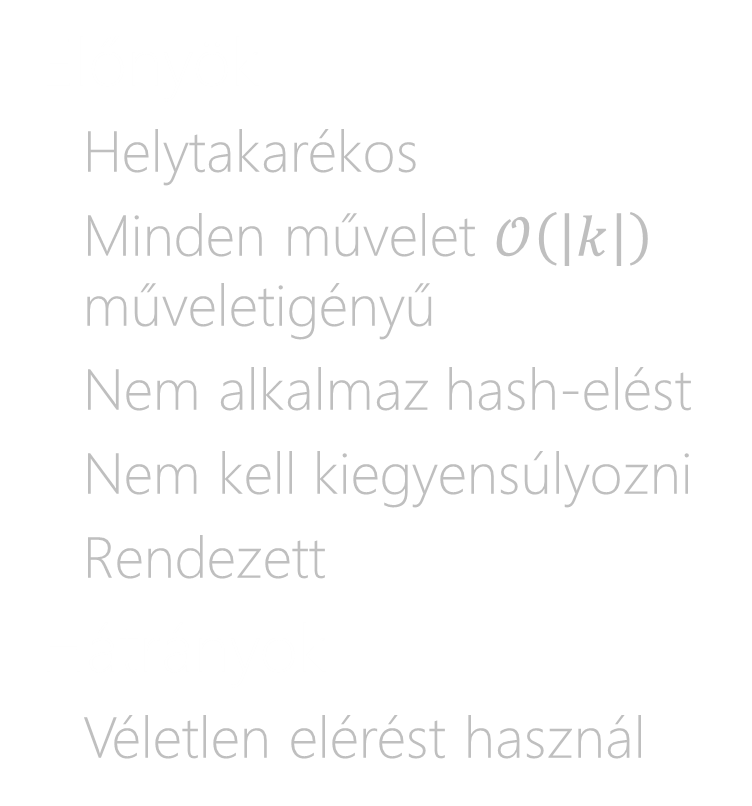 Helytakarékos
Minden művelet 𝒪(|k|)
műveletigényű
Nem alkalmaz hash-elést
Nem kell kiegyensúlyozni
Rendezett
Véletlen elérést használ